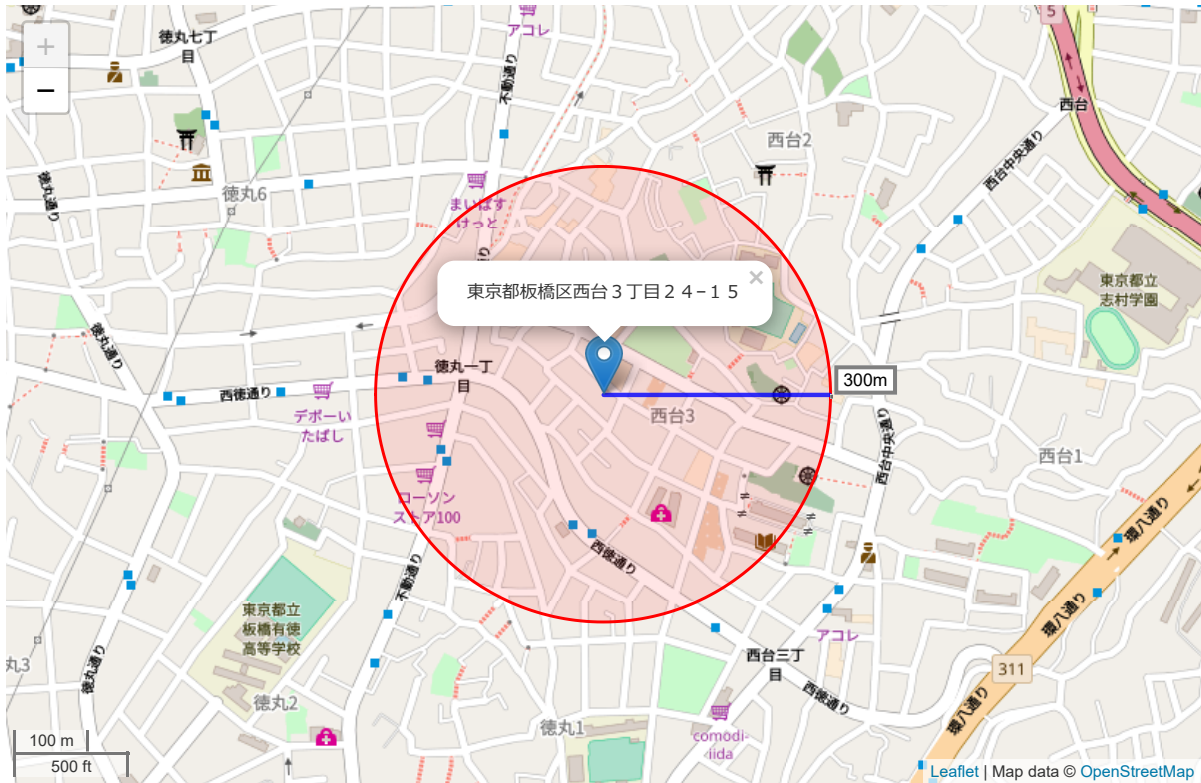 +
−
徳丸七丁
目
アコレ
不動通り
5
西台
西台2
西台中央通り
徳丸通り
徳丸6
まいばす
けっと
東京都板橋区西台３丁目２４−１５
×
東京都立
志村学園
徳丸通り
徳丸一丁
目
300m
西徳通り
デポーい
たばし
西台3
西台中央通り
西台1
ローソン
ストア100
環八通り
西徳通り
不動通り
東京都立
板橋有徳
高等学校
アコレ
環八通り
丸3
徳丸通り
西台三丁
目
311
西徳通り
環八通り
徳丸2
徳丸1
comodi-
iida
100 m
500 ft
Leaflet | Map data © OpenStreetMap